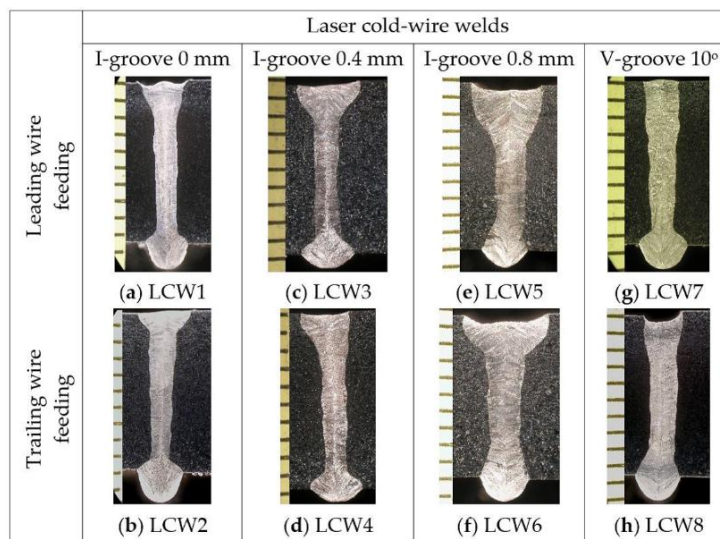 Laser cold-wire welds
I-groove 0 mm
I-groove 0.4 mm
I-groove 0.8 mm
V-groove 10º
Leading wire
feeding
(a) LCW1
(c) LCW3
(e) LCW5
(g) LCW7
Trailing wire
feeding
(b) LCW2
(d) LCW4
(f) LCW6
(h) LCW8